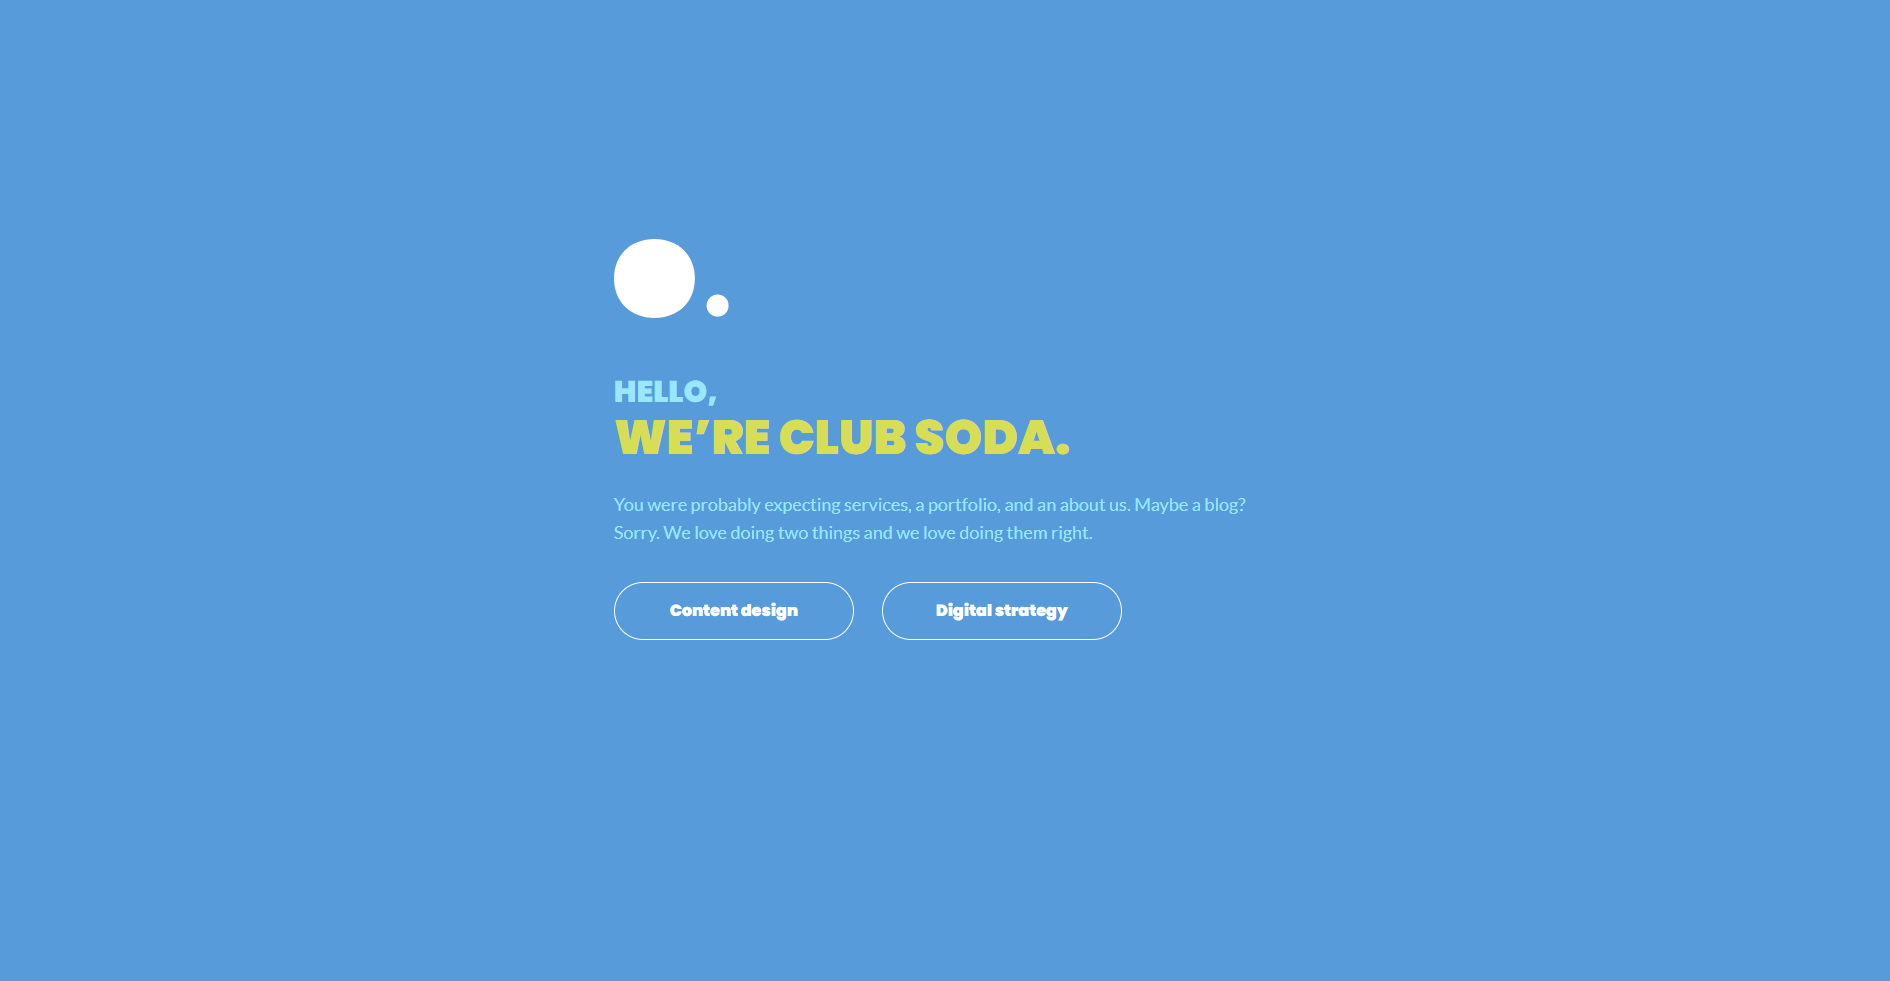 HELLO,
WE’RE CLUB SODA.
You were probably expecting services, a portfolio, and an about us. Maybe a blog?
Sorry. We love doing two things and we love doing them right.
Content design
Digital strategy